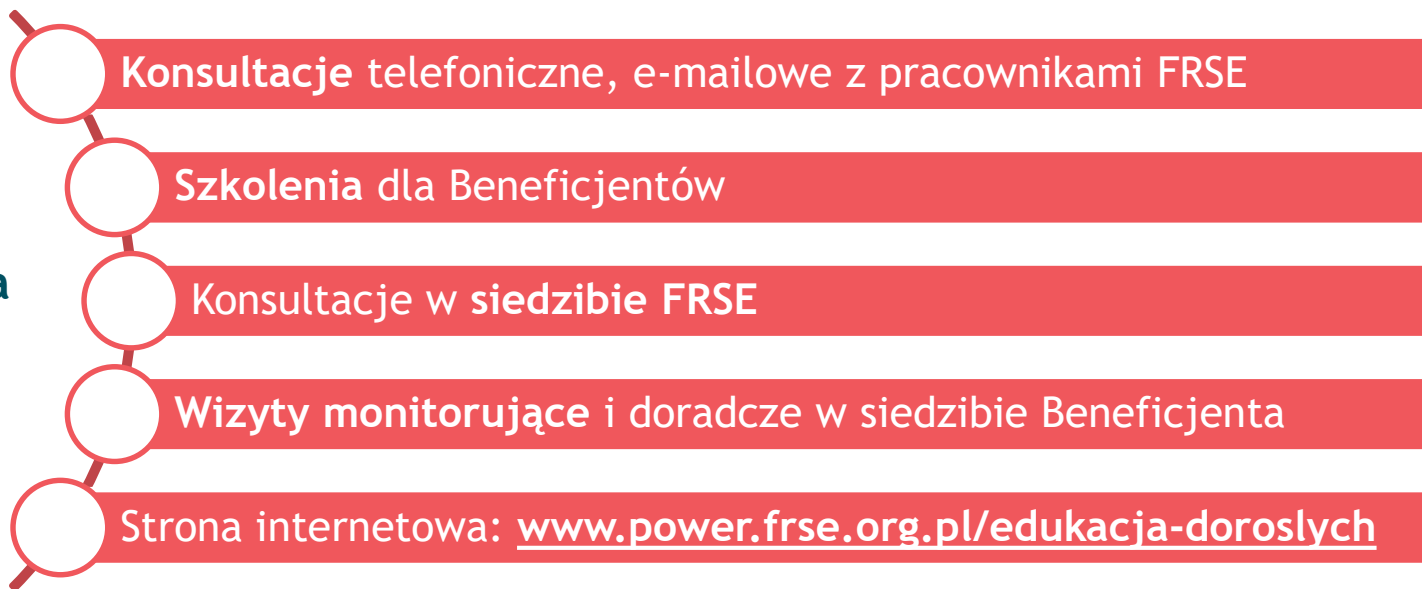 Konsultacje telefoniczne, e-mailowe z pracownikami FRSE
Szkolenia dla Beneficjentów
a
Konsultacje w siedzibie FRSE
Wizyty monitorujące i doradcze w siedzibie Beneficjenta
Strona internetowa: www.power.frse.org.pl/edukacja-doroslych